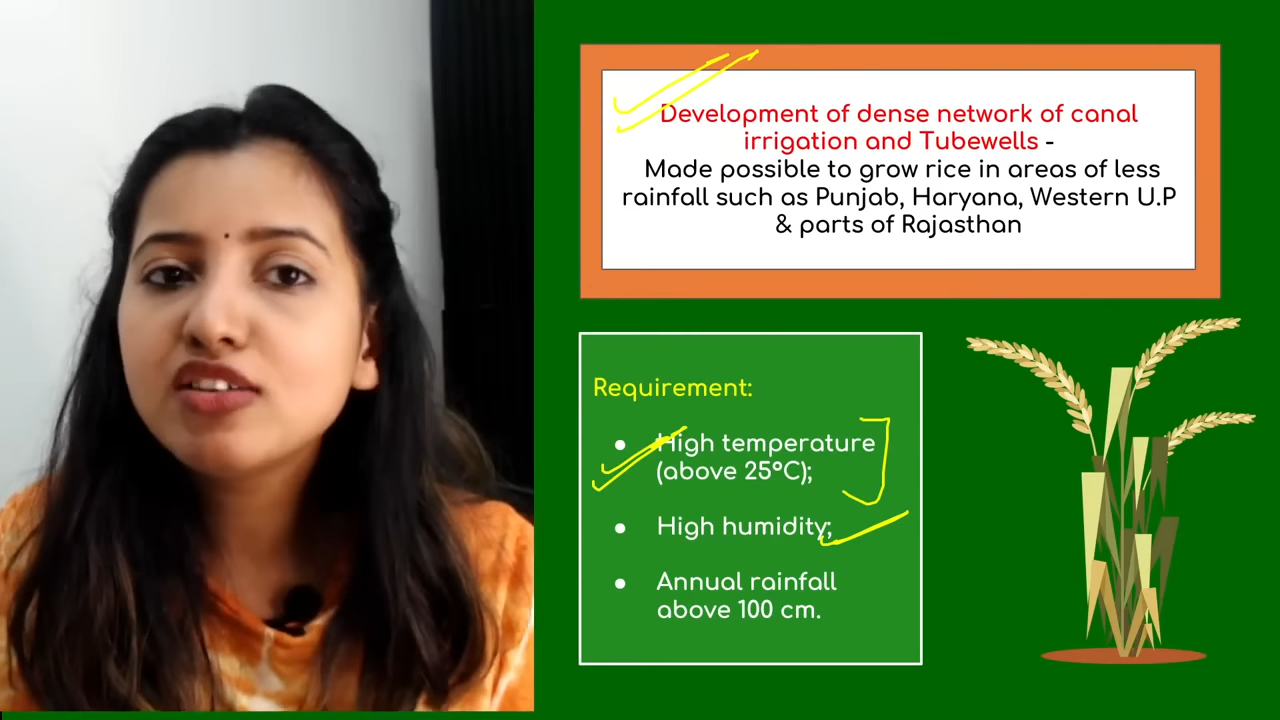 Development of dense network of canal
irrigation and Tubewells -
Made possible to grow rice in areas of less
rainfall such as Punjab, Haryana, Western U.P
& parts of Rajasthan
Requirement:
● High temperature
(above 25°C);
● High humidity;
● Annual rainfall
above 100 cm.